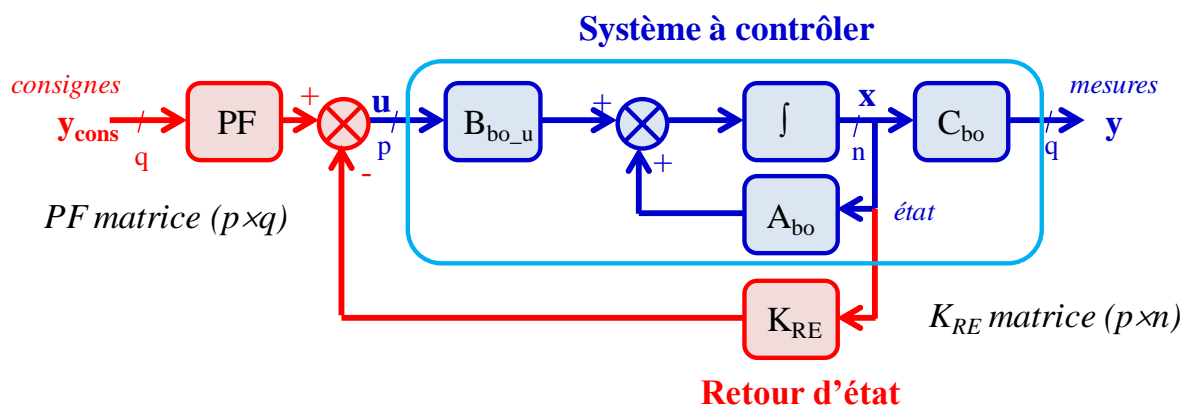 Système à contrôler
consignes
y_cons
q
PF
+
-
u
p
B_bo_u
+
+
∫
x
n
C_bo
mesures
y
q
A_bo
état
PF matrice (p×q)
K_RE
K_RE matrice (p×n)
Retour d’état